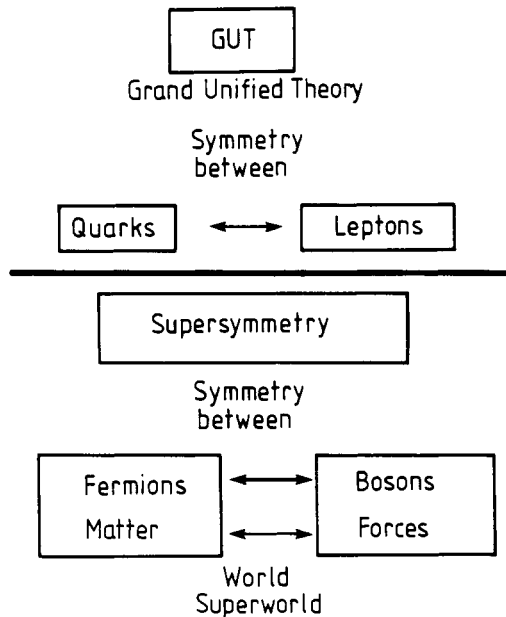 GUT
Grand Unified Theory
Symmetry
between
Quarks
Leptons
Supersymmetry
Symmetry
between
Fermions
Matter
Bosons
Forces
World
Superworld